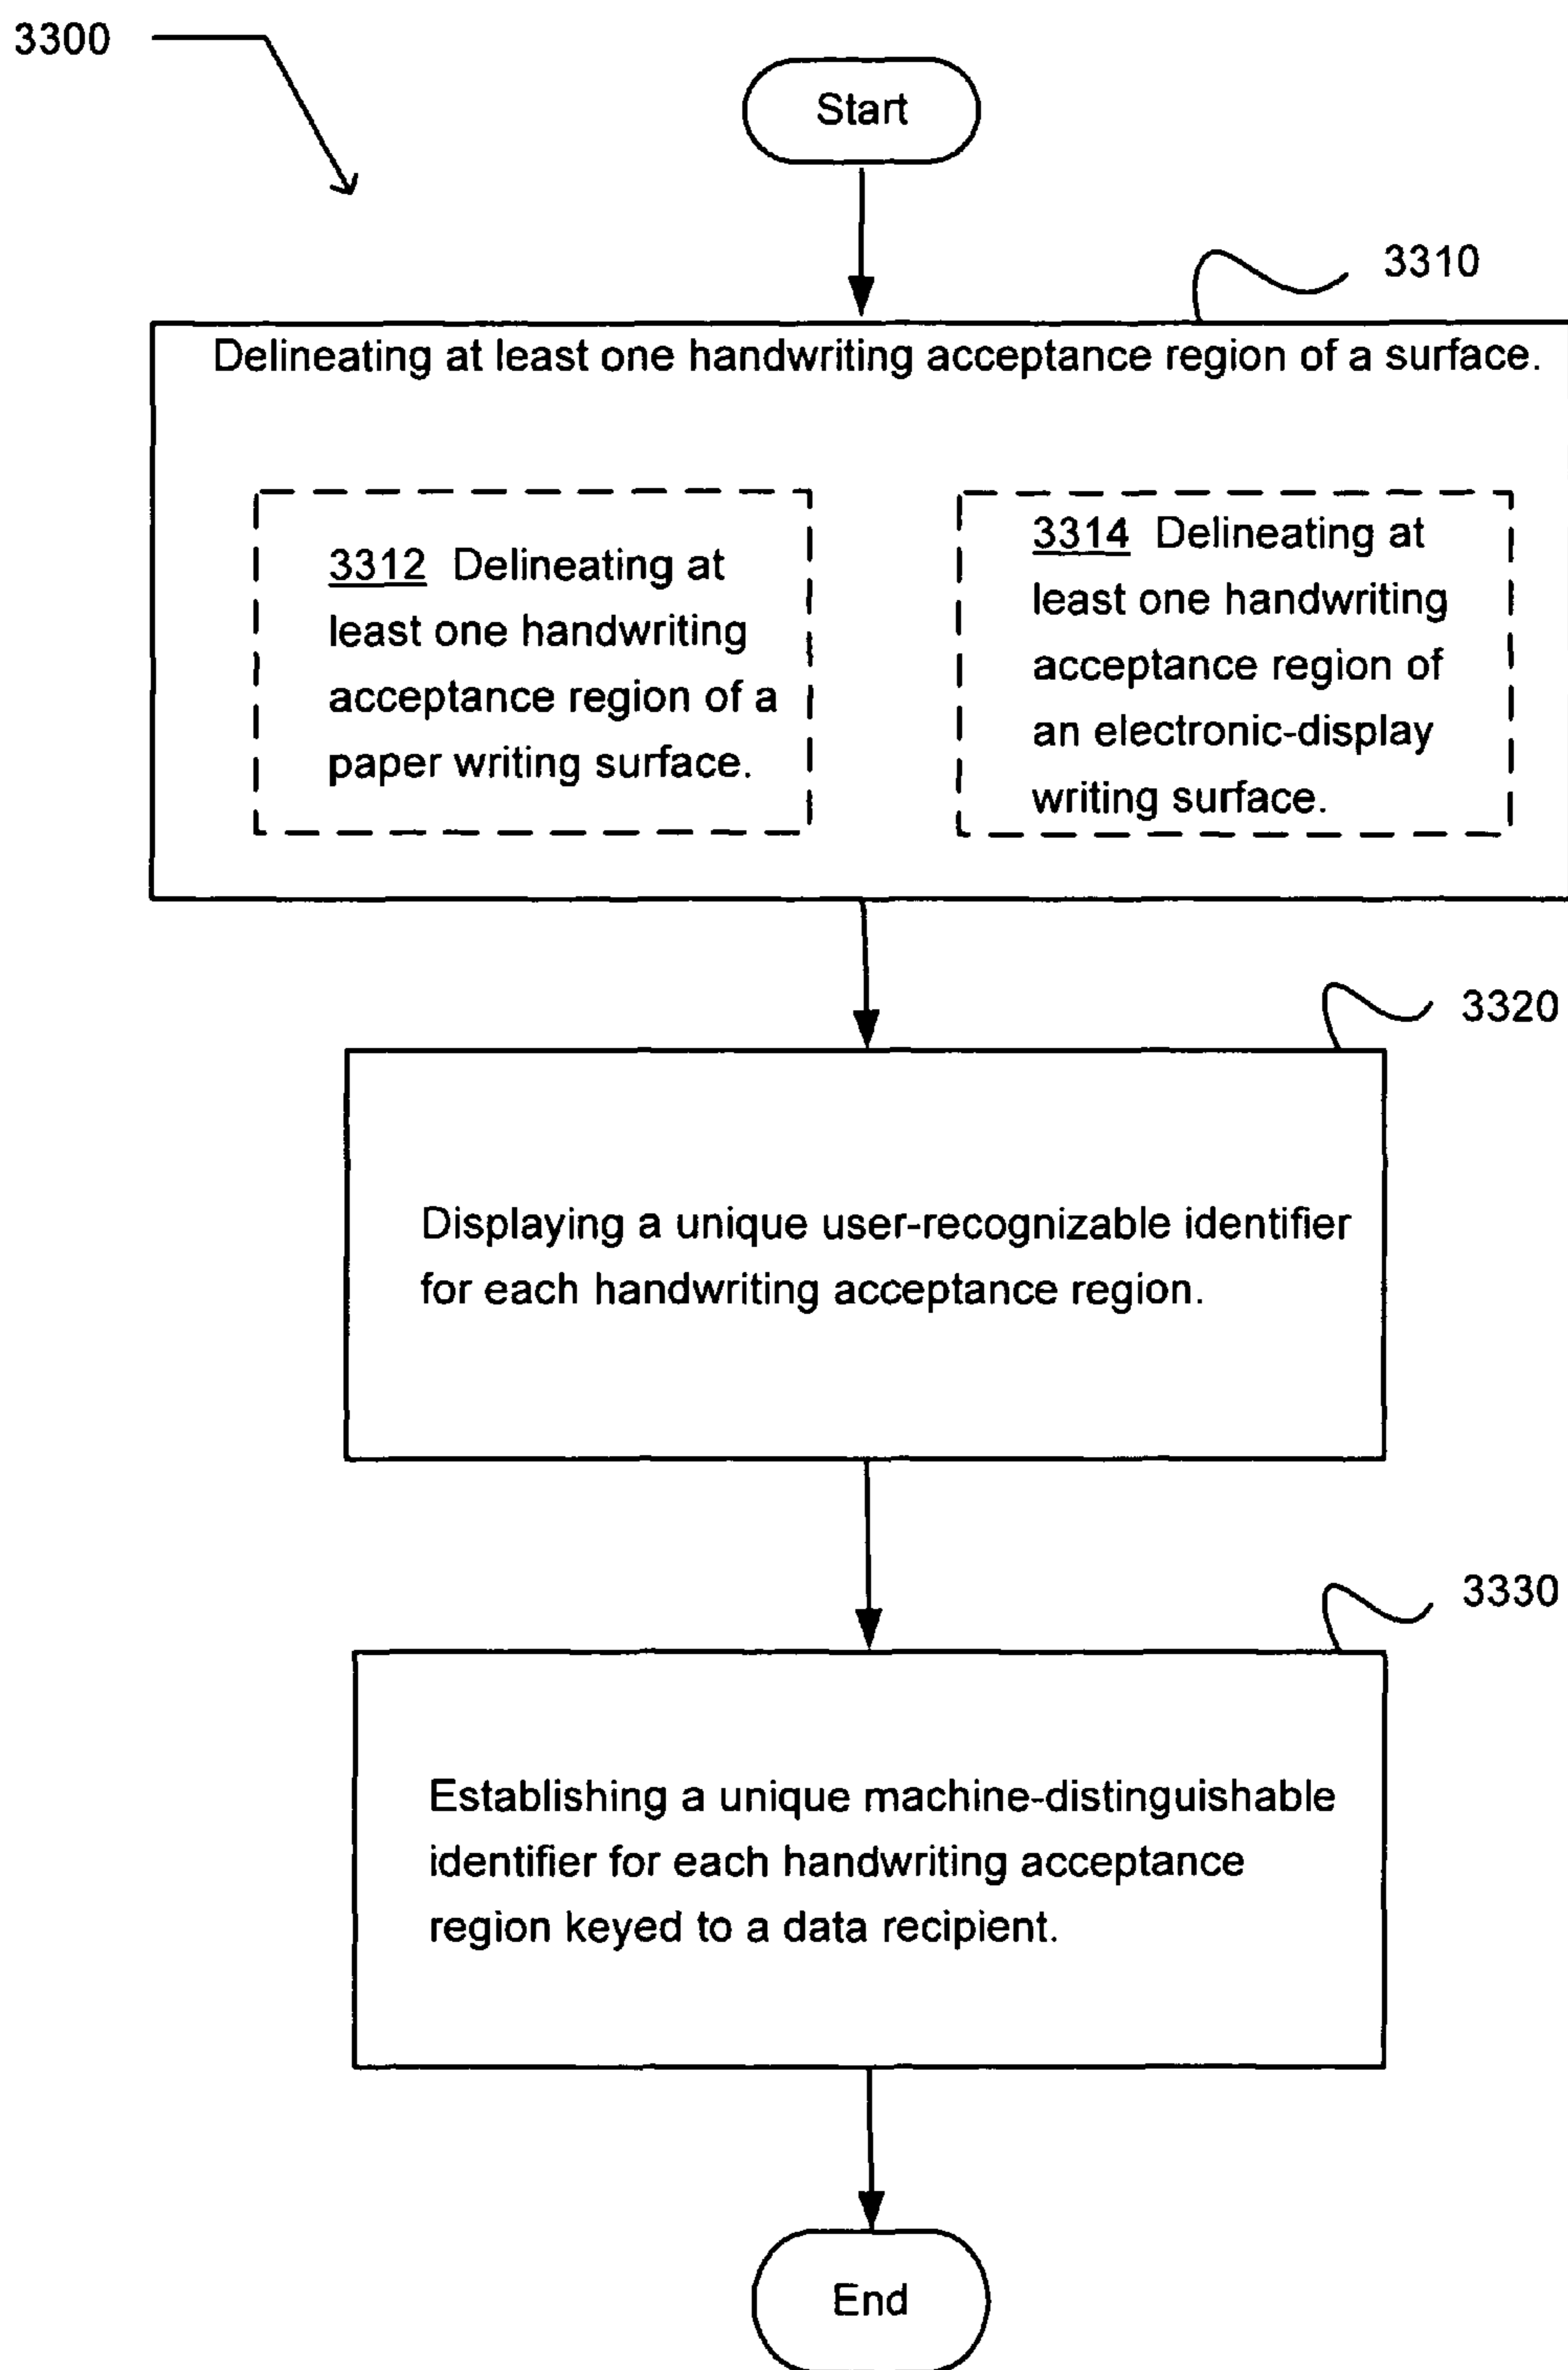 3300
Start
3310
Delineating at least one handwriting acceptance region of a surface.
3312 Delineating at
least one handwriting
acceptance region of a
paper writing surface.
3314 Delineating at
least one handwriting
acceptance region of
an electronic-display
writing surface.
3320
Displaying a unique user-recognizable identifier
for each handwriting acceptance region.
3330
Establishing a unique machine-distinguishable
identifier for each handwriting acceptance
region keyed to a data recipient.
End